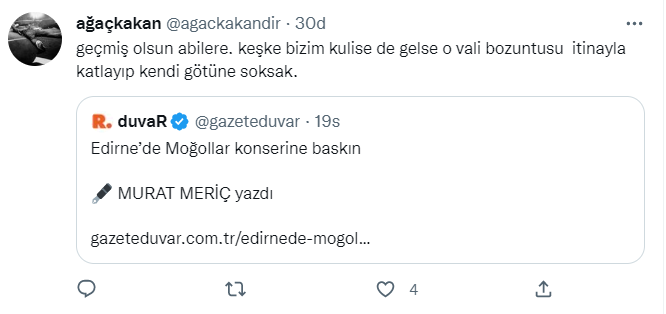 ağaçkakan @agackakandir · 30d
geçmiş olsun abilere. keşke bizim kulise de gelse o vali bozuntusu itinayla
katlayıp kendi götüne soksak.
R. duvaR @gazeteduvar · 19s
Edirne’de Moğollar konserine baskın
🖋️ MURAT MERİÇ yazdı
gazeteduvar.com.tr/edirnede-mogol...
4